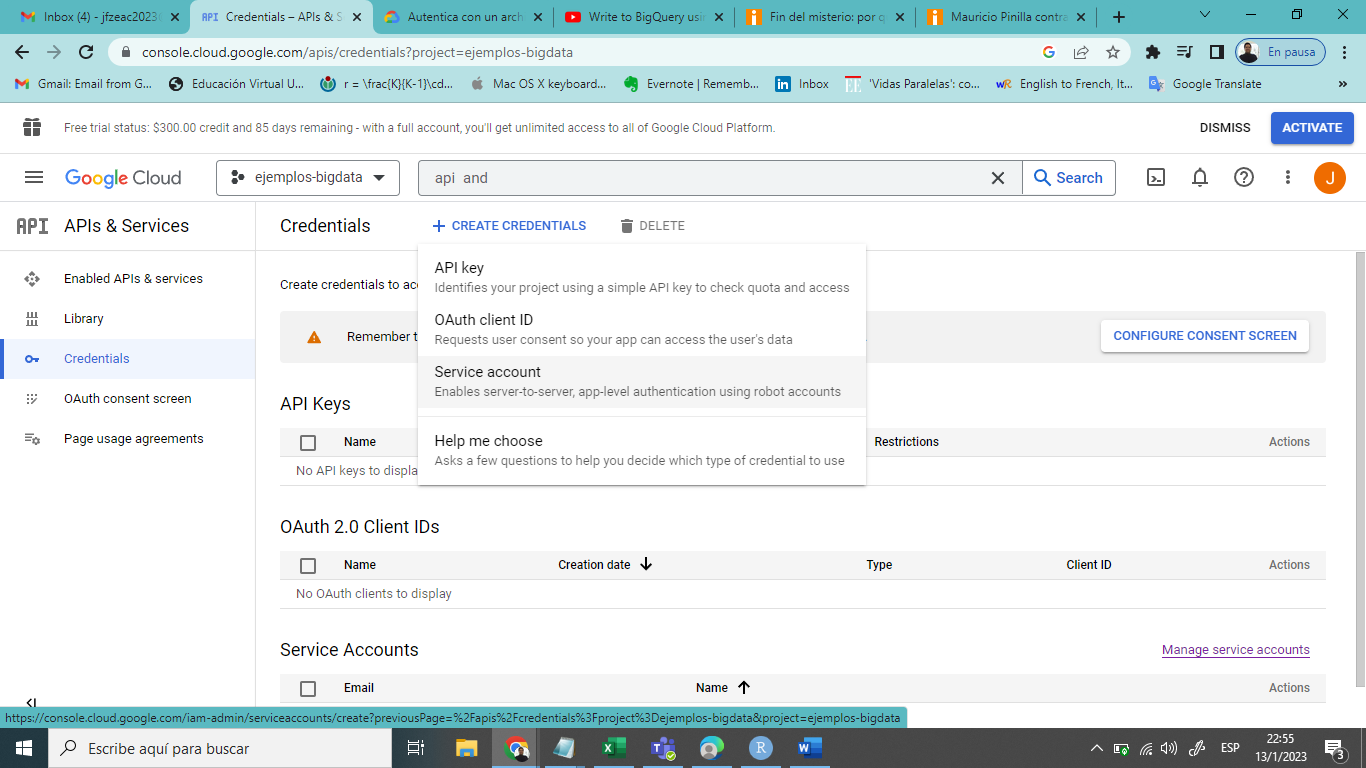 Inbox (4) - jfzeac2023
Credentials – APIs & S
Autentica con un arch
Write to BigQuery usin
Fin del misterio: por q
Mauricio Pinilla contra
console.cloud.google.com/apis/credentials?project=ejemplos-bigdata
En pausa
Gmail: Email from G...
Educación Virtual U...
r = \frac{K}{K-1}\cd...
Mac OS X keyboard...
Evernote | Rememb...
Inbox
'Vidas Paralelas': co...
English to French, It...
Google Translate
»
Free trial status: $300.00 credit and 85 days remaining - with a full account, you'll get unlimited access to all of Google Cloud Platform.
DISMISS
ACTIVATE
Google Cloud
ejemplos-bigdata
api and
Search
J
API APIs & Services
Credentials
+ CREATE CREDENTIALS
DELETE
Enabled APIs & services
Library
Credentials
OAuth consent screen
Page usage agreements
API key
Identifies your project using a simple API key to check quota and access
OAuth client ID
Requests user consent so your app can access the user's data
Service account
Enables server-to-server, app-level authentication using robot accounts
Help me choose
Asks a few questions to help you decide which type of credential to use
Create credentials to
Remember
CONFIGURE CONSENT SCREEN
API Keys
Name
Restrictions
Actions
No API keys to displa
OAuth 2.0 Client IDs
Name
Creation date
Type
Client ID
Actions
No OAuth clients to display
Service Accounts
Manage service accounts
Email
Name
Actions
https://console.cloud.google.com/iam-admin/serviceaccounts/create?previousPage=%2Fapis%2Fcredentials%3Fproject%3Dejemplos-bigdata&project=ejemplos-bigdata
Escribe aquí para buscar
ESP
22:55
13/1/2023
3